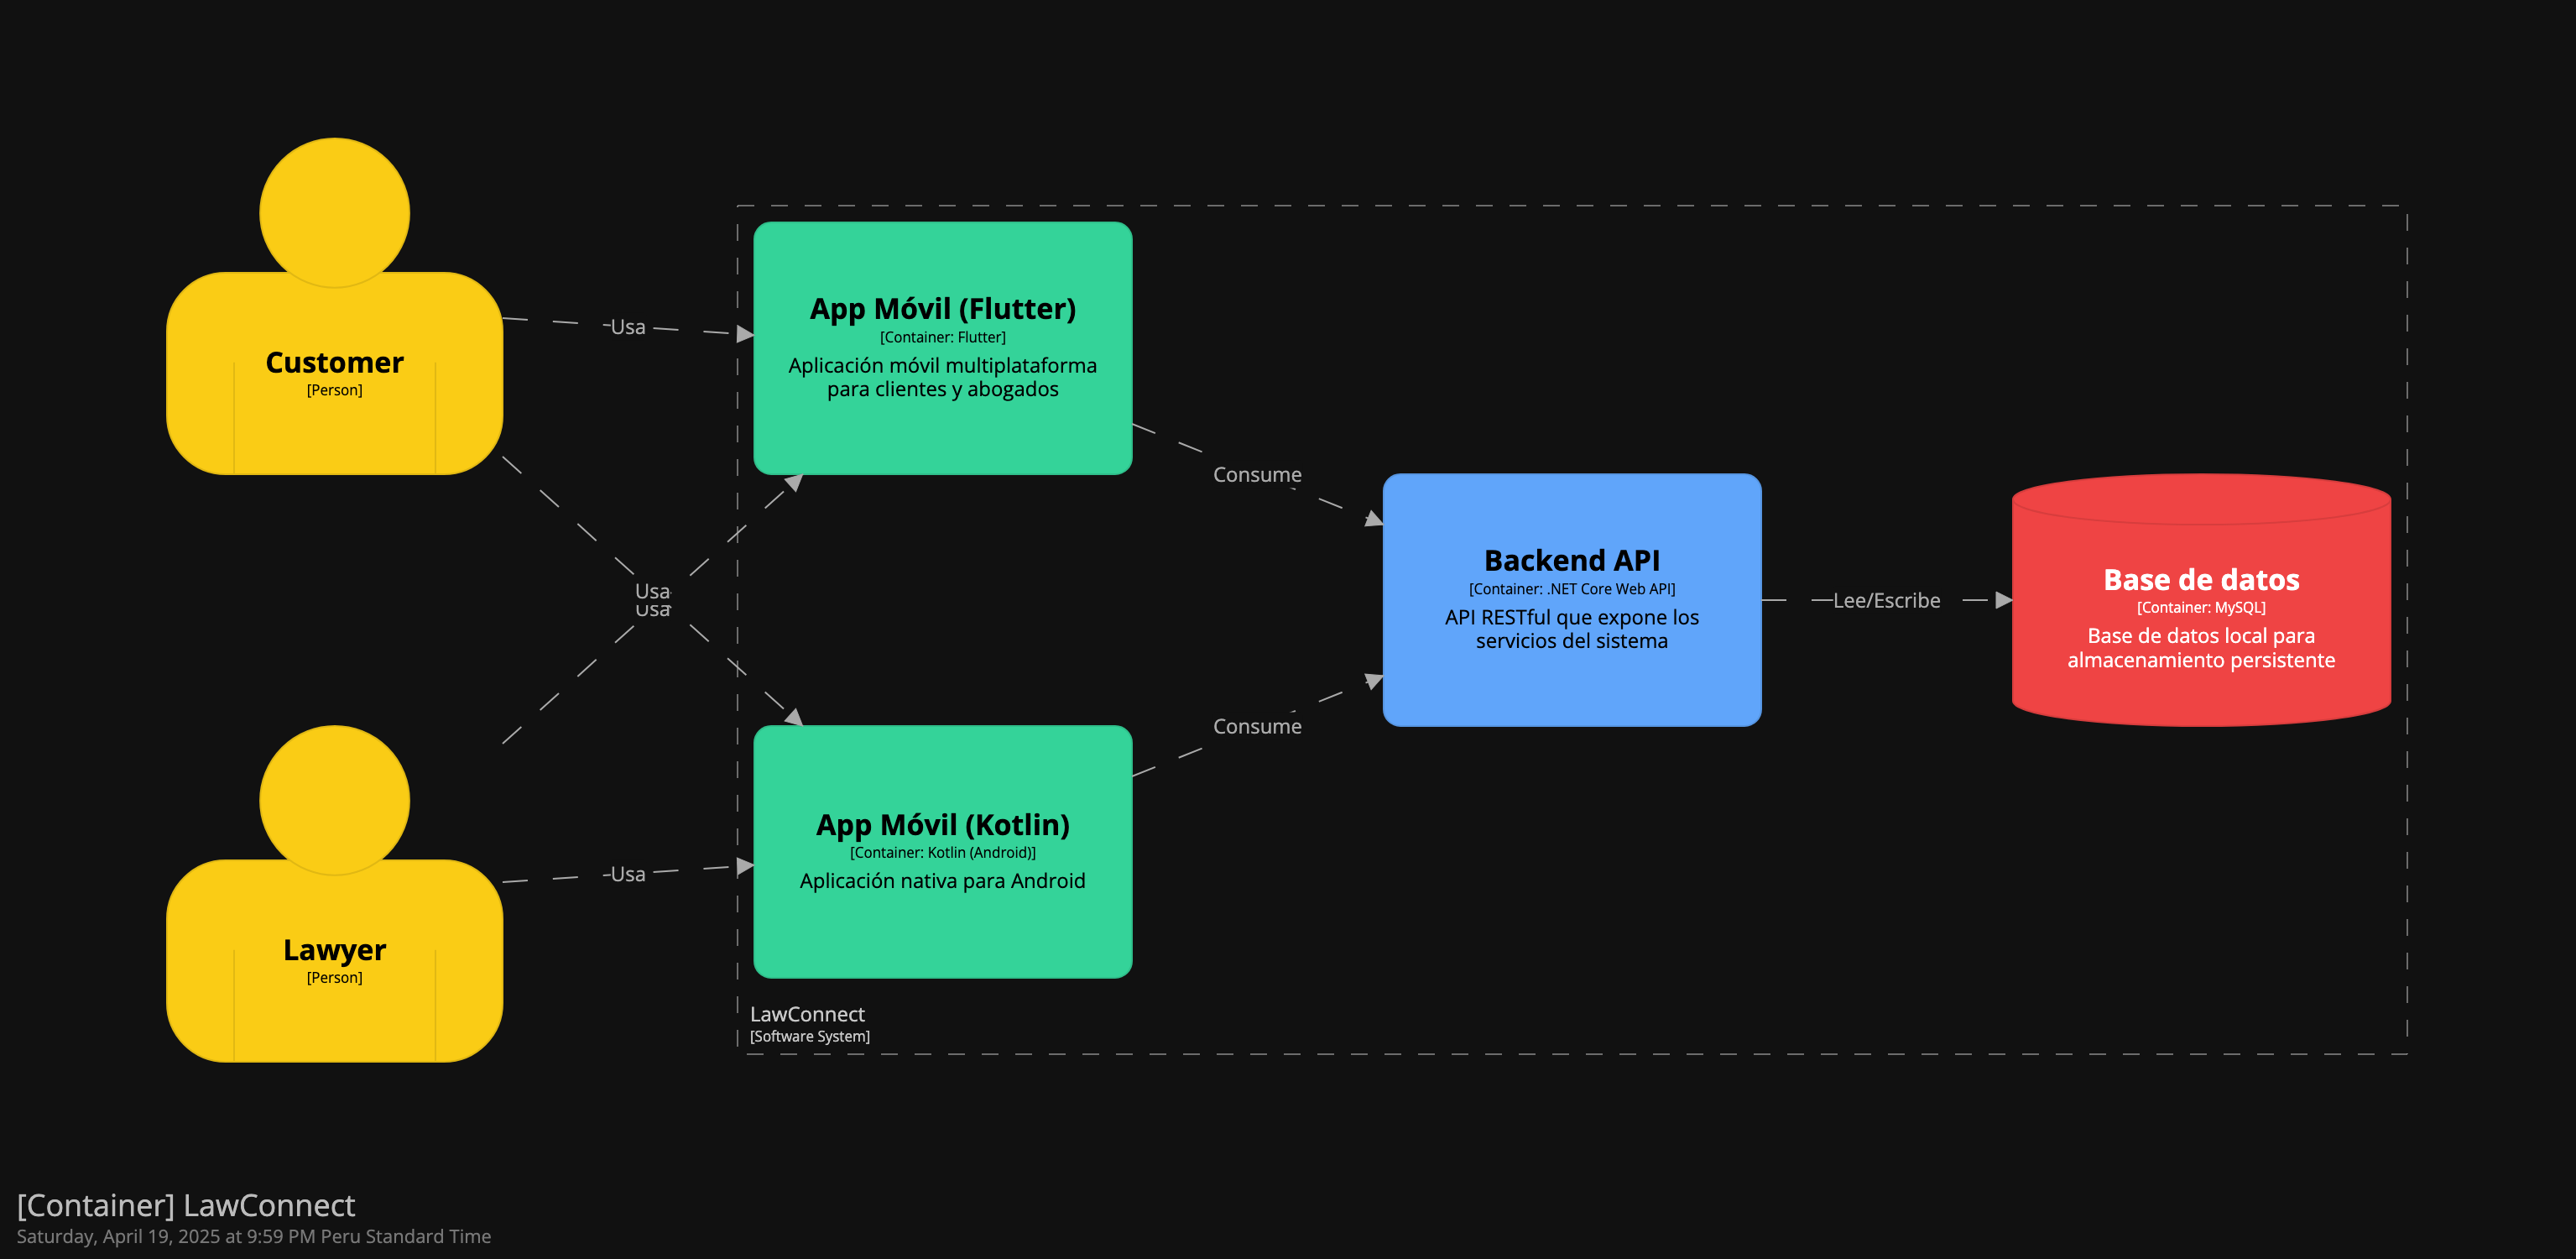 Customer
[Person]
Usa
App Móvil (Flutter)
[Container: Flutter]
Aplicación móvil multiplataforma
para clientes y abogados
Consume
Usa
Usa
Backend API
[Container: .NET Core Web API]
API RESTful que expone los
servicios del sistema
Lee/Escribe
Base de datos
[Container: MySQL]
Base de datos local para
almacenamiento persistente
Consume
Lawyer
[Person]
Usa
App Móvil (Kotlin)
[Container: Kotlin (Android)]
Aplicación nativa para Android
LawConnect
[Software System]
[Container] LawConnect
Saturday, April 19, 2025 at 9:59 PM Peru Standard Time